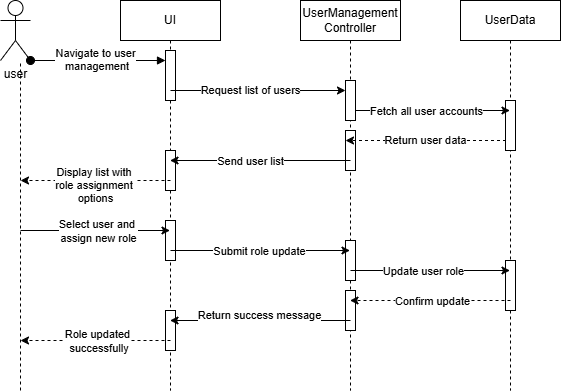 UI
UserManagement
Controller
UserData
user
Navigate to user
management
Request list of users
Fetch all user accounts
Return user data
Send user list
Display list with
role assignment
options
Select user and
assign new role
Submit role update
Update user role
Confirm update
Return success message
Role updated
successfully